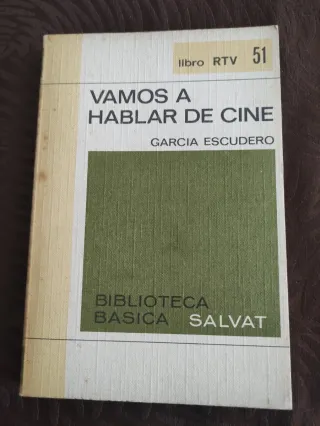 libro RTV 51
VAMOS A
HABLAR DE CINE
GARCIA ESCUDERO
BIBLIOTECA
BASICA SALVAT